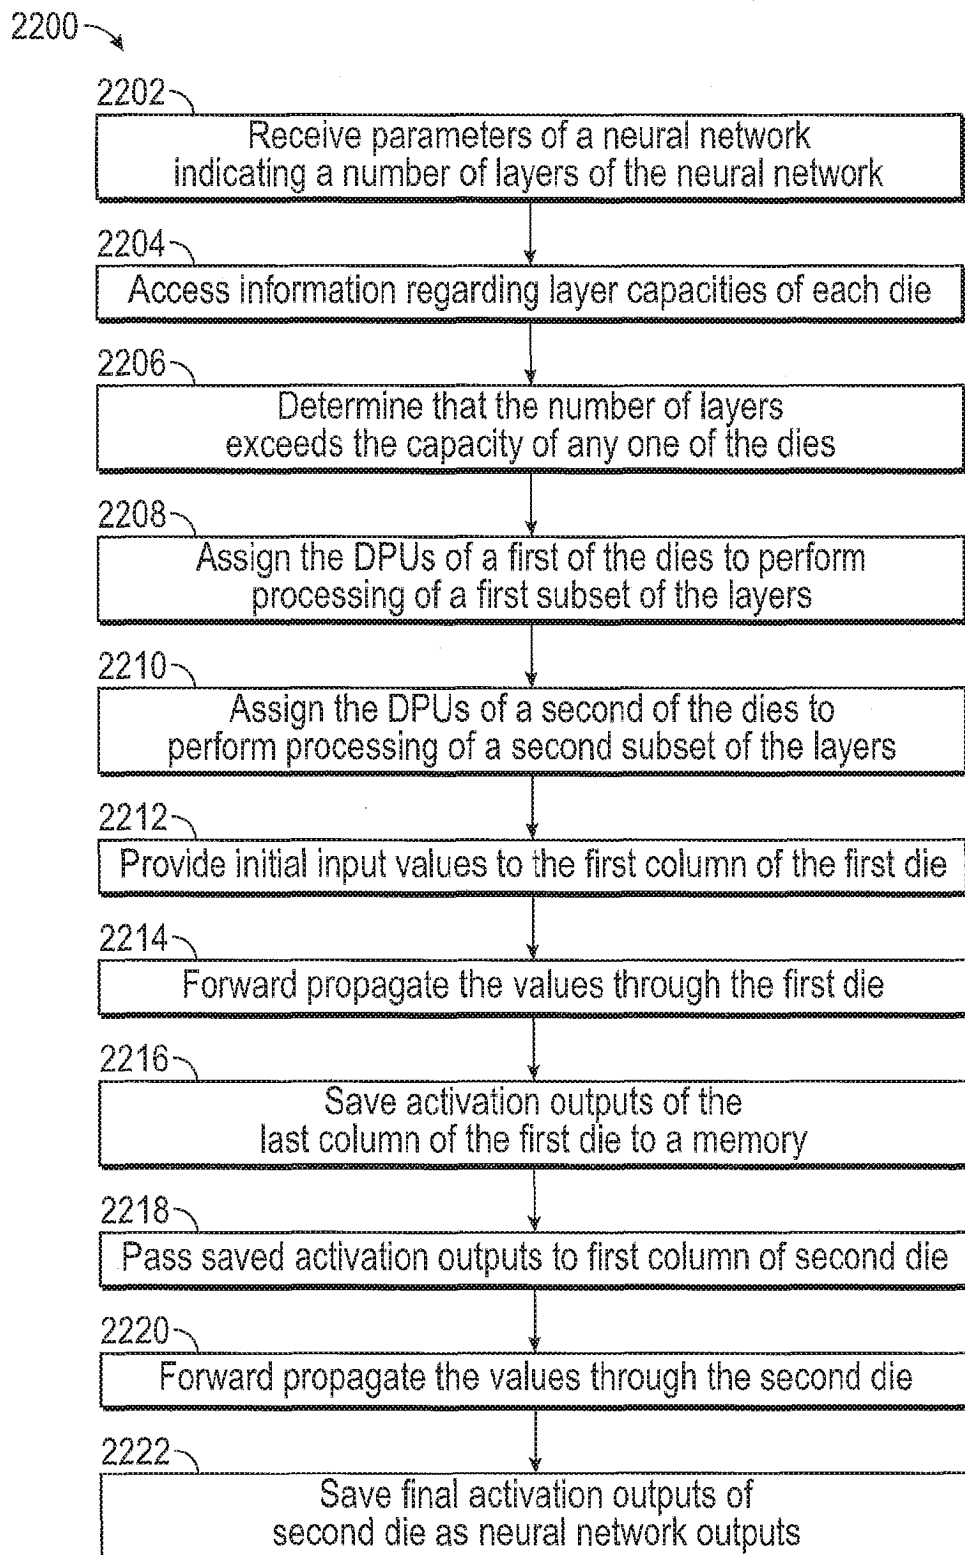 2200
2202
Receive parameters of a neural network
indicating a number of layers of the neural network
2204
Access information regarding layer capacities of each die
2206
Determine that the number of layers
exceeds the capacity of any one of the dies
2208
Assign the DPUs of a first of the dies to perform
processing of a first subset of the layers
2210
Assign the DPUs of a second of the dies to
perform processing of a second subset of the layers
2212
Provide initial input values to the first column of the first die
2214
Forward propagate the values through the first die
2216
Save activation outputs of the
last column of the first die to a memory
2218
Pass saved activation outputs to first column of second die
2220
Forward propagate the values through the second die
2222
Save final activation outputs of
second die as neural network outputs